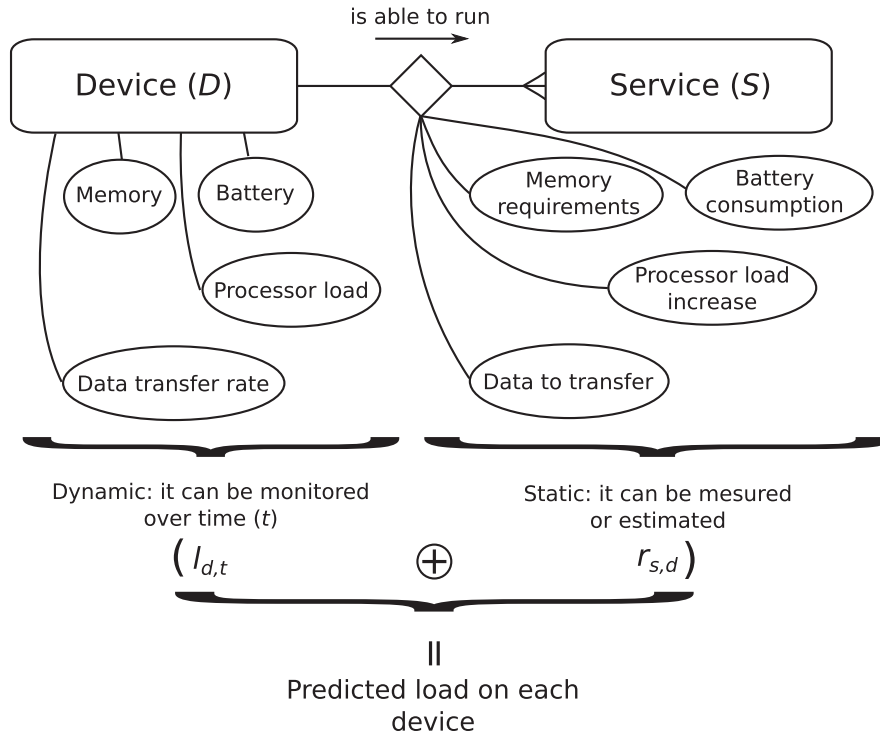 is able to run
Device (D)
Service (S)
Memory
Battery
Memory
requirements
Battery
consumption
Processor load
Processor load
increase
Data transfer rate
Data to transfer
Dynamic: it can be monitored
over time (t)
Static: it can be mesured
or estimated
( l_{d,t} ⊕ r_{s,d} )
=
Predicted load on each
device